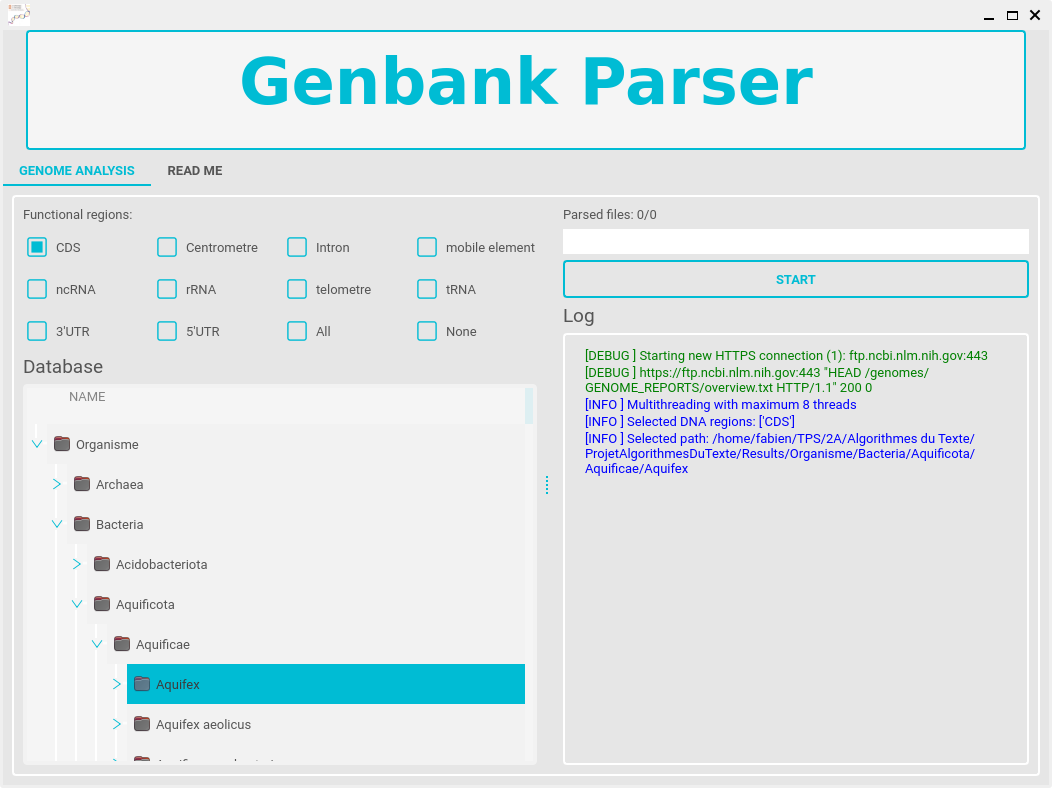 Genbank Parser
GENOME ANALYSIS
READ ME
Functional regions:
CDS
Centrometre
Intron
mobile element
ncRNA
rRNA
telometre
tRNA
3'UTR
5'UTR
All
None
Database
NAME
Organisme
Archaea
Bacteria
Acidobacteriota
Aquificota
Aquificae
Aquifex
Aquifex aeolicus
Parsed files: 0/0
START
Log
[DEBUG ] Starting new HTTPS connection (1): ftp.ncbi.nlm.nih.gov:443
[DEBUG ] https://ftp.ncbi.nlm.nih.gov:443 "HEAD /genomes/
GENOME_REPORTS/overview.txt HTTP/1.1" 200 0
[INFO ] Multithreading with maximum 8 threads
[INFO ] Selected DNA regions: ['CDS']
[INFO ] Selected path: /home/fabien/TPS/2A/Algorithmes du Texte/
ProjetAlgorithmesDuTexte/Results/Organisme/Bacteria/Aquificota/
Aquificae/Aquifex